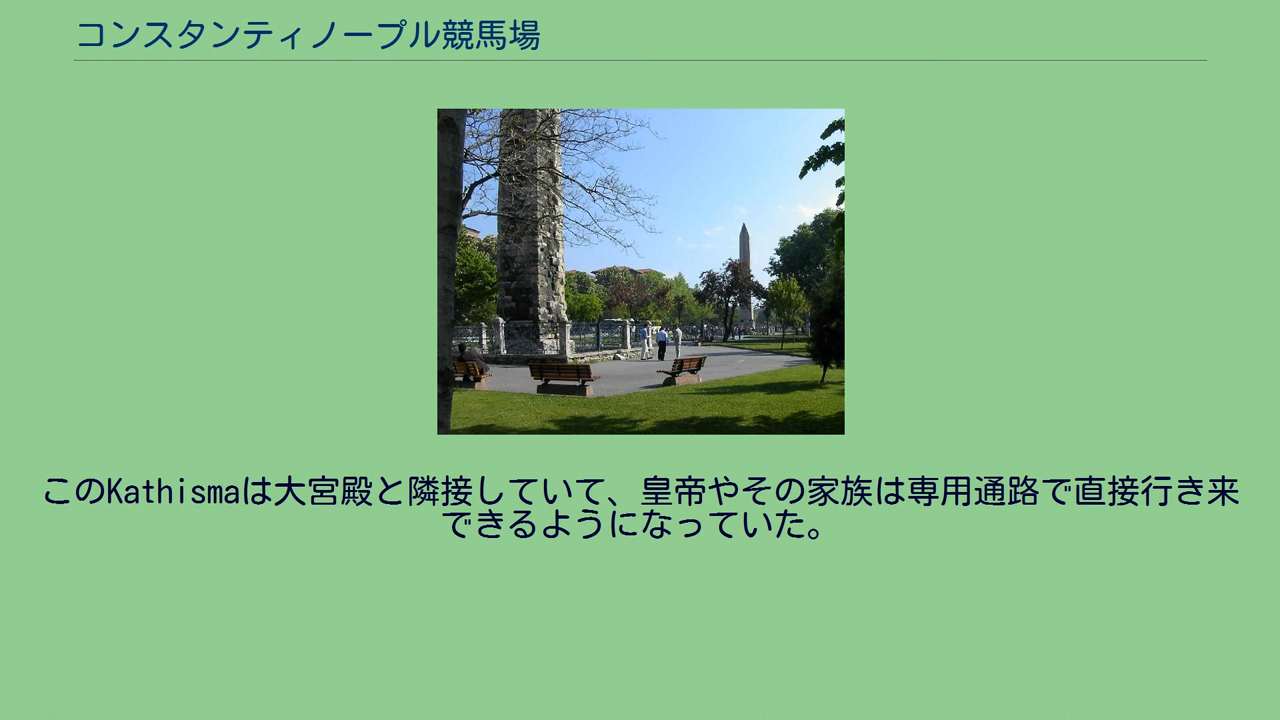 コンスタンティノープル競馬場
このKathismaは大宮殿と隣接していて、皇帝やその家族は専用通路で直接行き来
できるようになっていた。